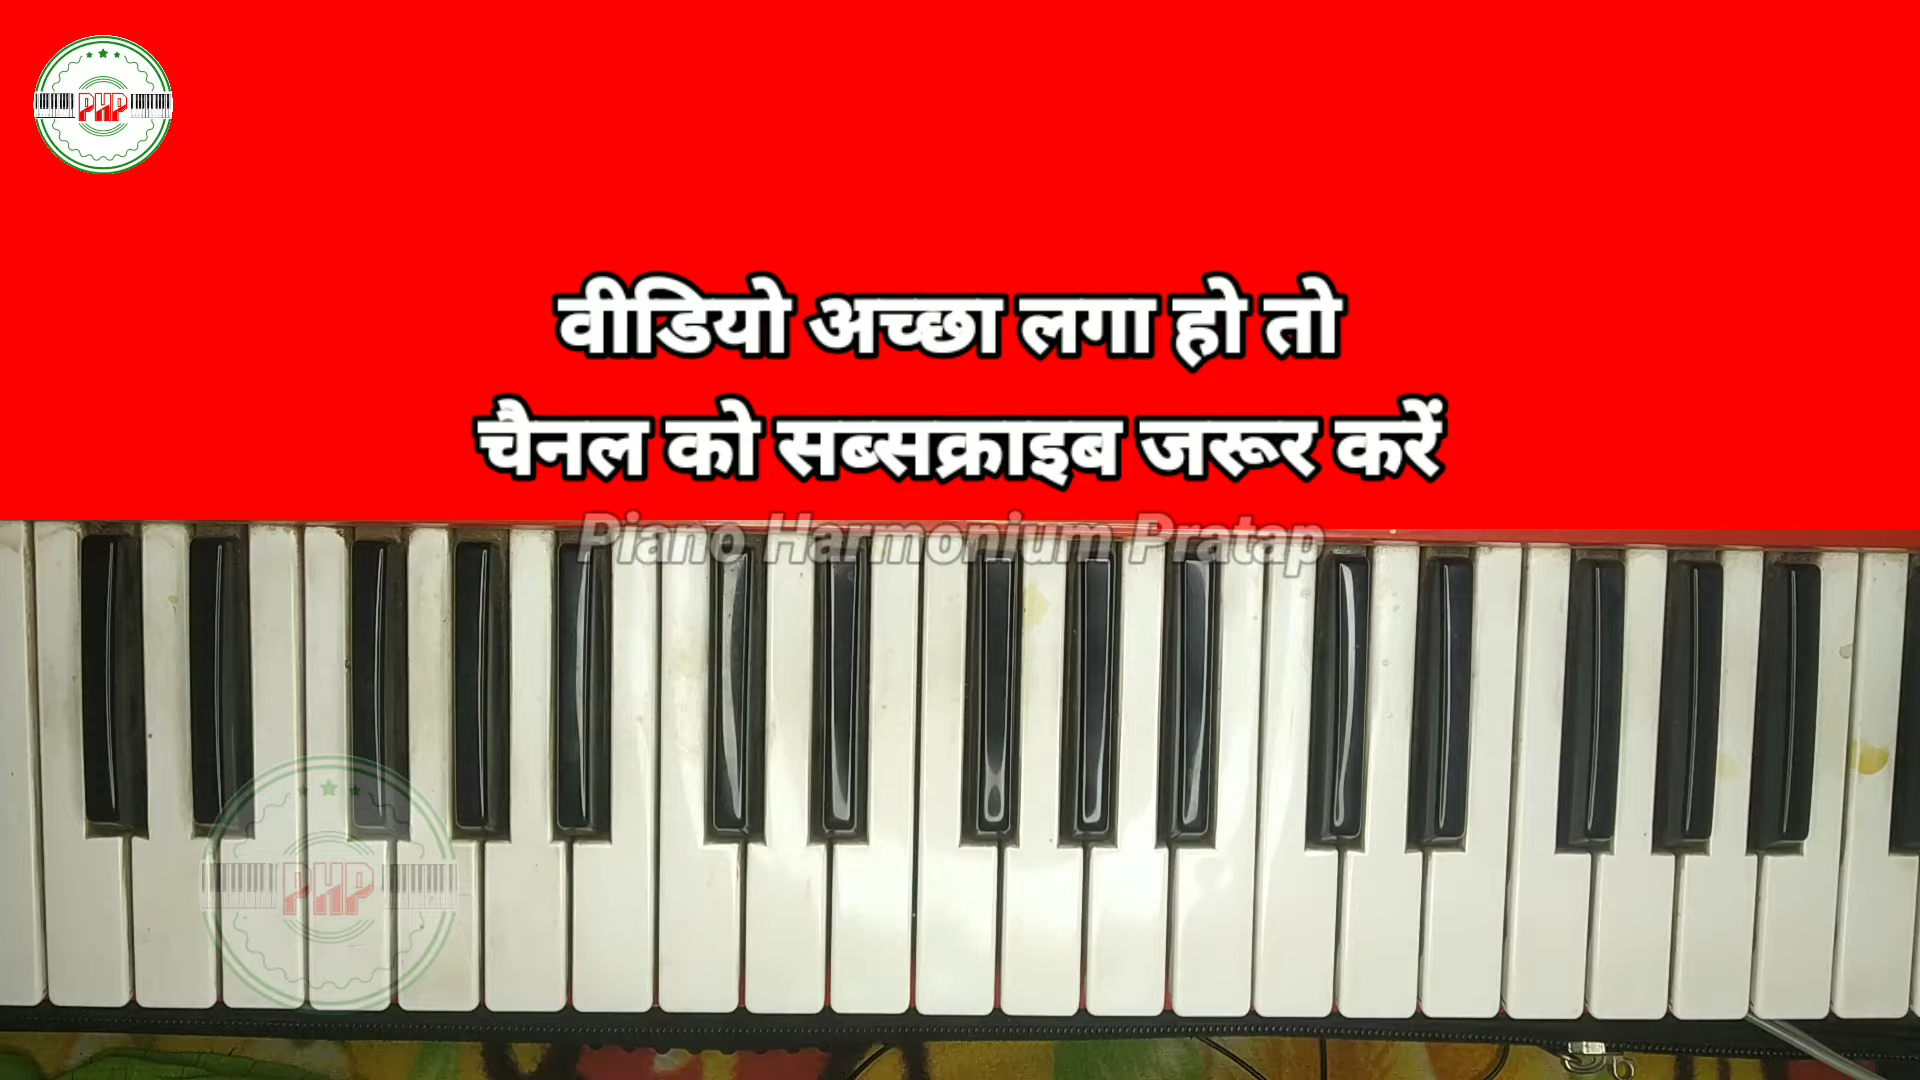 PHP
वीडियो अच्छा लगा हो तो
चैनल को सब्सक्राइब जरूर करें
Piano Harmonium Pratap
PHP